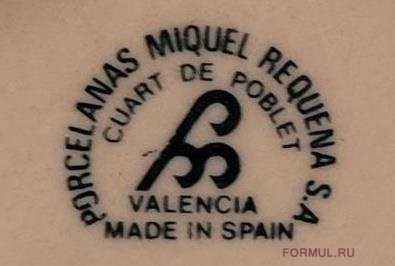 PORCELANAS MIQUEL REQUENA S.A
CUART DE POBLET
VALENCIA
MADE IN SPAIN
FORMUL.RU